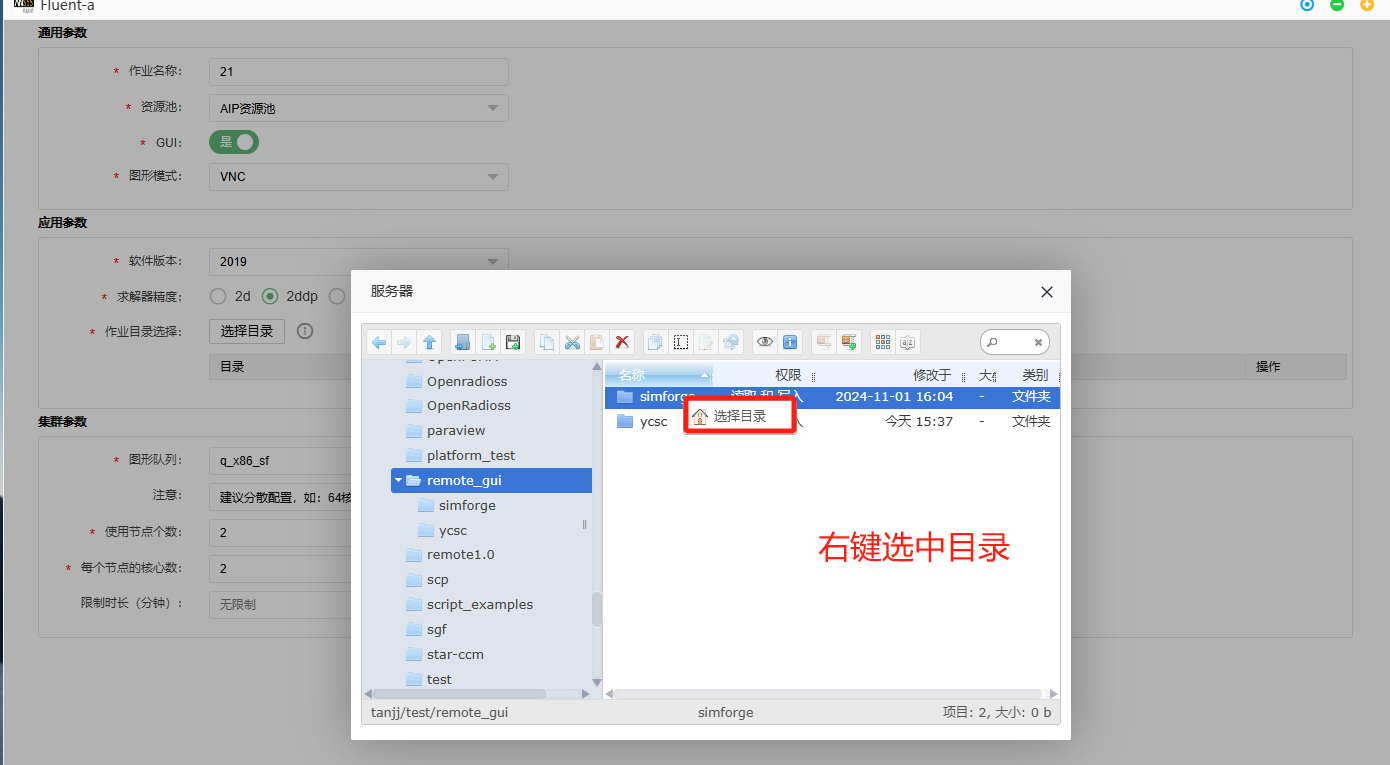 Fluent-a
通用参数
* 作业名称: 21
* 资源池: AIP资源池
* GUI: 是
* 图形模式: VNC
应用参数
* 软件版本: 2019
* 求解器精度: 2d 2ddp
* 作业目录选择: 选择目录
目录 操作
集群参数
* 图形队列: q_x86_sf
注意: 建议分散配置，如：64核
* 使用节点个数: 2
* 每个节点的核心数: 2
限制时长（分钟）: 无限制
服务器
Openradioss
OpenRadioss
paraview
platform_test
remote_gui
simforge
ycsc
remote1.0
scp
script_examples
sgf
star-ccm
test
名称 权限 修改于 大 类别
simforge 读取 和 写入 2024-11-01 16:04 - 文件夹
ycsc 今天 15:37 - 文件夹
选择目录
右键选中目录
tanjj/test/remote_gui simforge 项目: 2, 大小: 0 b